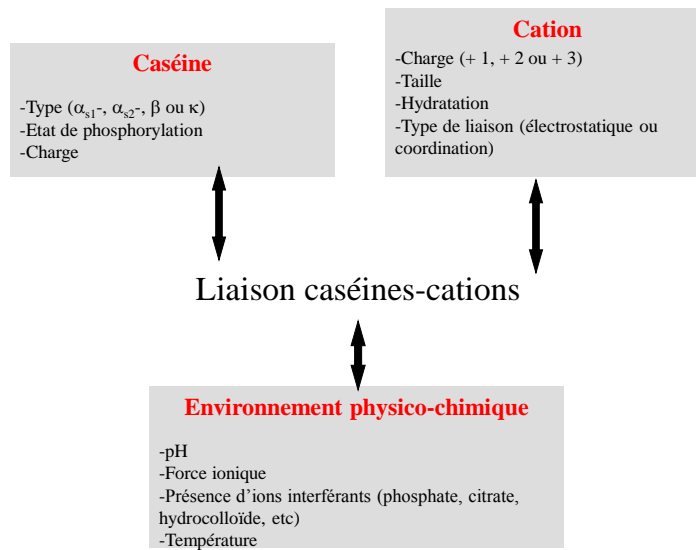 Caséine
-Type (αs1-, αs2-, β ou κ)
-Etat de phosphorylation
-Charge
Cation
-Charge (+ 1, + 2 ou + 3)
-Taille
-Hydratation
-Type de liaison (électrostatique ou
coordination)
Liaison caséines-cations
Environnement physico-chimique
-pH
-Force ionique
-Présence d’ions interférants (phosphate, citrate,
hydrocolloïde, etc)
-Température